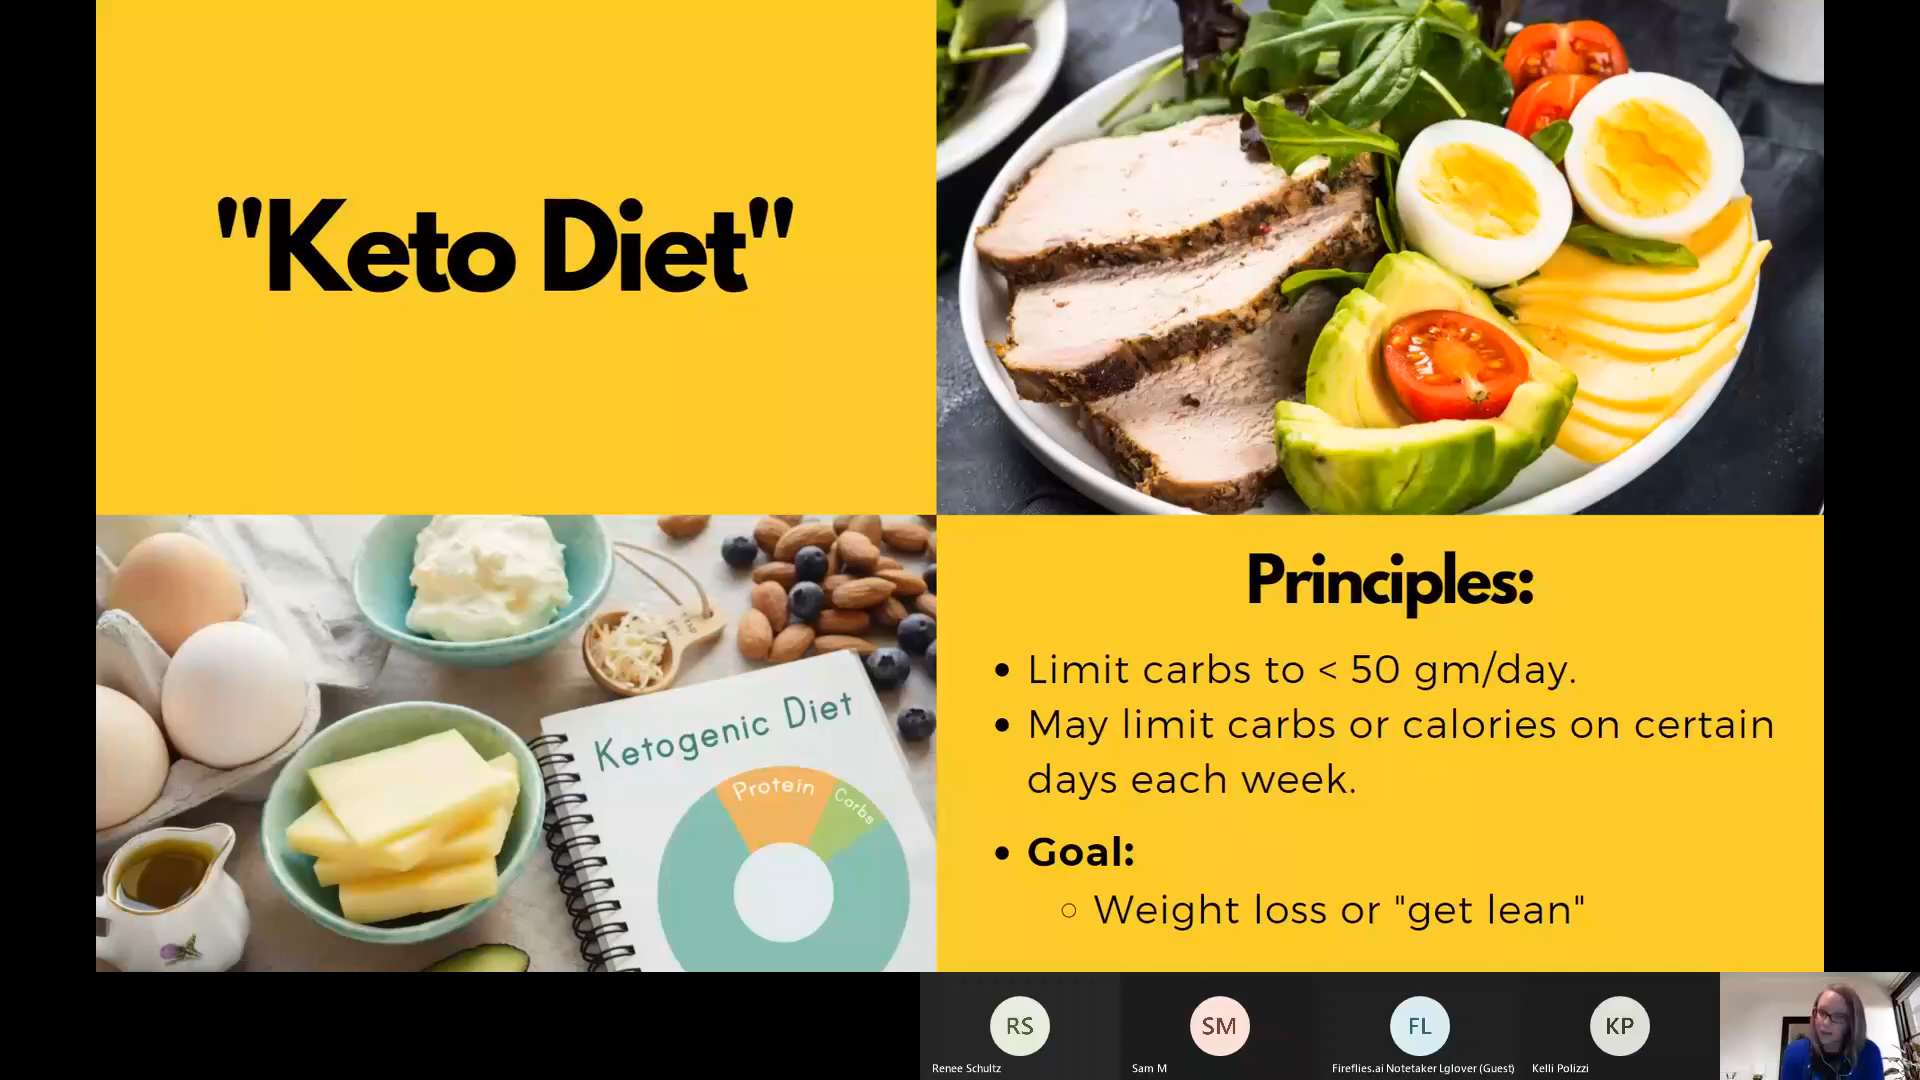 "Keto Diet"
Ketogenic Diet
Protein
Carbs
Principles:
• Limit carbs to < 50 gm/day.
• May limit carbs or calories on certain
days each week.
• Goal:
○ Weight loss or "get lean"
RS
SM
FL
KP
Renee Schultz
Sam M
Fireflies.ai Notetaker Lglover (Guest)
Kelli Polizzi